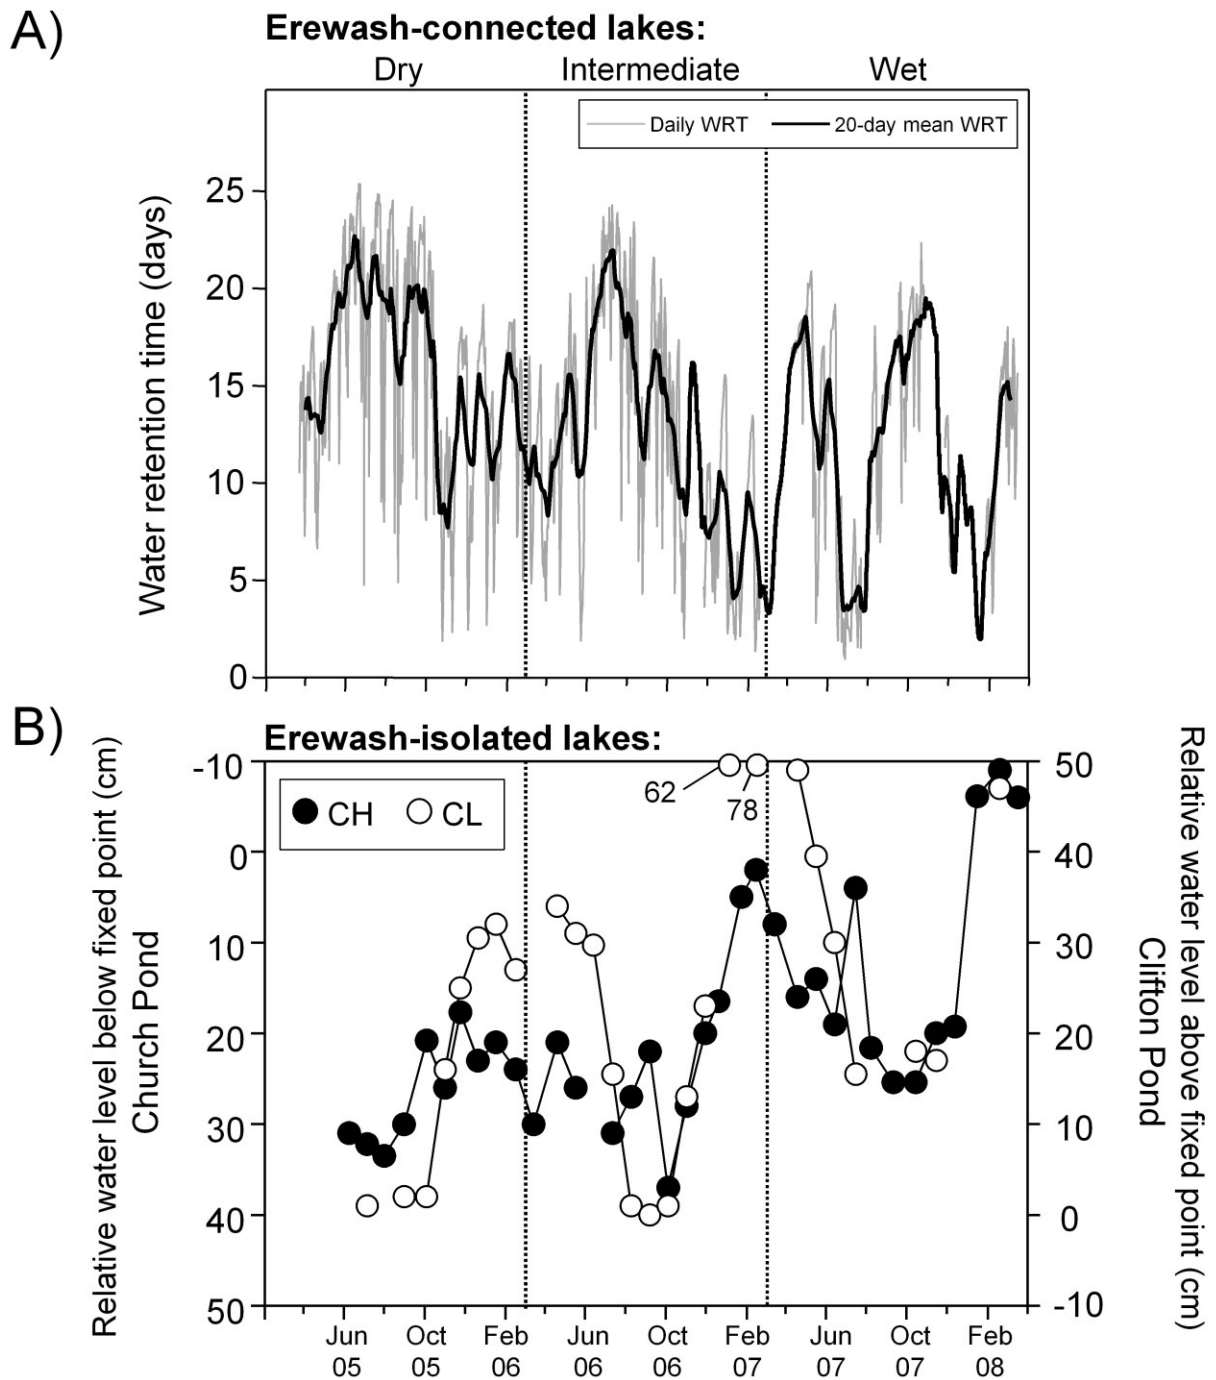 A)
Erewash-connected lakes:
Dry Intermediate Wet
Daily WRT 20-day mean WRT
Water retention time (days)
25
20
15
10
5
0
B)
Erewash-isolated lakes:
Relative water level below fixed point (cm)
Church Pond
-10
0
10
20
30
40
50
CH CL
62
78
50
40
30
20
10
0
-10
Relative water level above fixed point (cm)
Clifton Pond
Jun Oct Feb Jun Oct Feb Jun Oct Feb
05 05 06 06 06 07 07 07 08